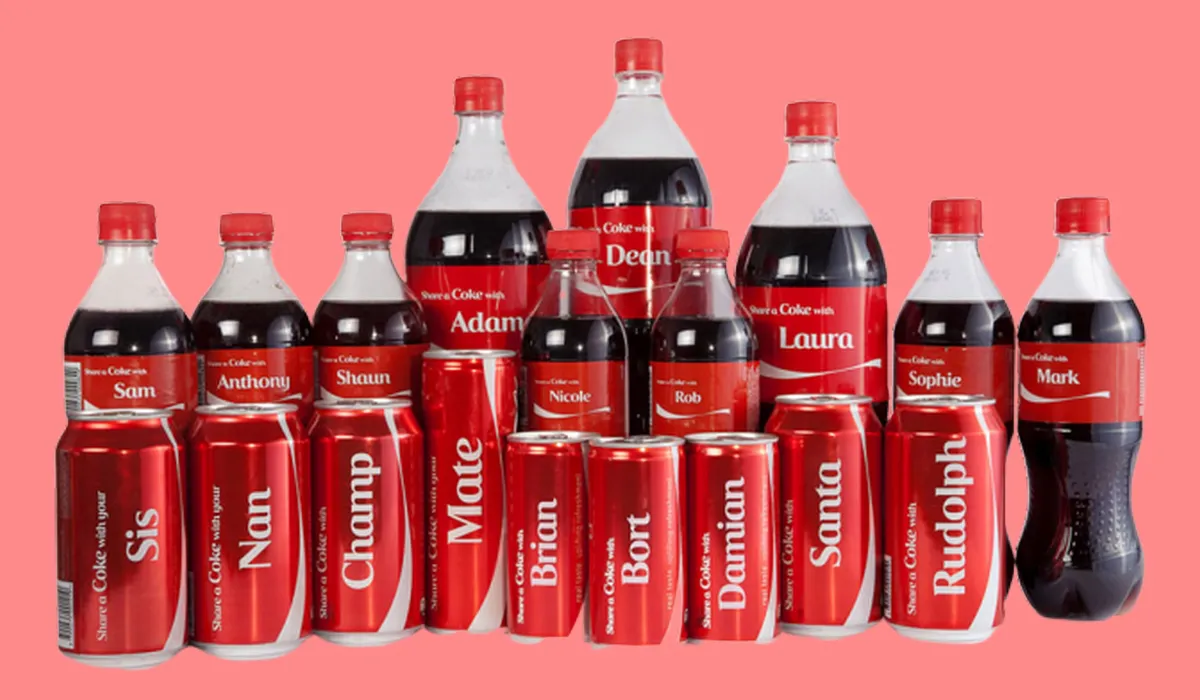 Share a Coke with
Dean
Share a Coke with
Adam
Share a Coke with
Laura
Share a Coke with
Sam
Share a Coke with
Anthony
Share a Coke with
Shaun
Share a Coke with
Nicole
Share a Coke with
Rob
Share a Coke with
Sophie
Share a Coke with
Mark
Share a Coke with your
Sis
Share a Coke with your
Nan
Share a Coke with
Champ
Share a Coke with your
Mate
Share a Coke with
Brian
Share a Coke with
Bort
Share a Coke with
Damian
Share a Coke with
Santa
Share a Coke with
Rudolph